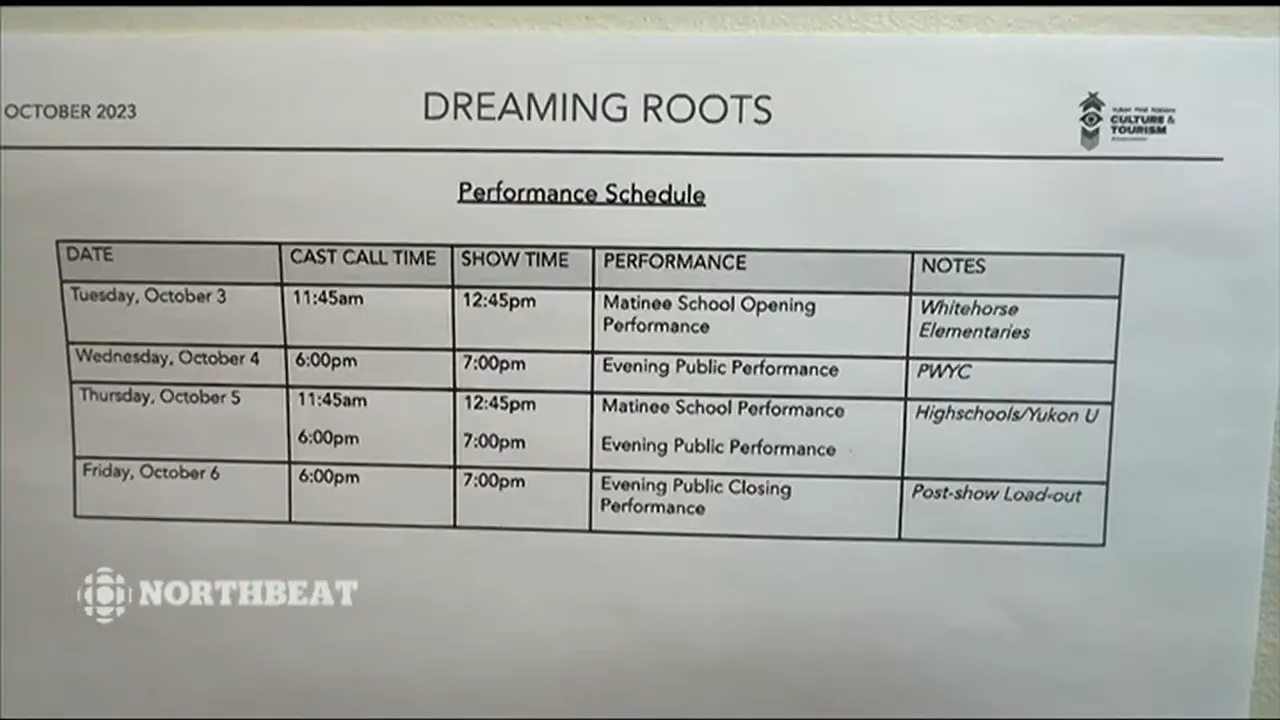 OCTOBER 2023
DREAMING ROOTS
Yukon First Nations
CULTURE &
TOURISM
Performance Schedule
DATE CAST CALL TIME SHOW TIME PERFORMANCE NOTES
Tuesday, October 3 11:45am 12:45pm Matinee School Opening Whitehorse
Performance Elementaries
Wednesday, October 4 6:00pm 7:00pm Evening Public Performance PWYC
Thursday, October 5 11:45am 12:45pm Matinee School Performance Highschools/Yukon U
6:00pm 7:00pm Evening Public Performance
Friday, October 6 6:00pm 7:00pm Evening Public Closing Post-show Load-out
Performance
NORTHBEAT